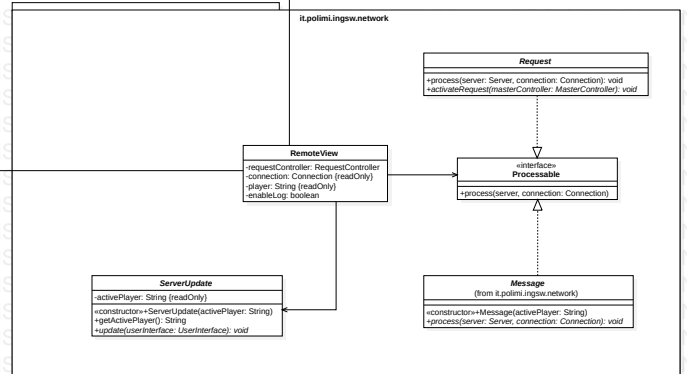 it.polimi.ingsw.network
Request
+process(server: Server, connection: Connection): void
+activateRequest(masterController: MasterController): void
RemoteView
-requestController: RequestController
-connection: Connection {readOnly}
-player: String {readOnly}
-enableLog: boolean
«interface»
Processable
+process(server, connection: Connection)
ServerUpdate
-activePlayer: String {readOnly}
«constructor»+ServerUpdate(activePlayer: String)
+getActivePlayer(): String
+update(userInterface: UserInterface): void
Message
(from it.polimi.ingsw.network)
«constructor»+Message(activePlayer: String)
+process(server: Server, connection: Connection): void